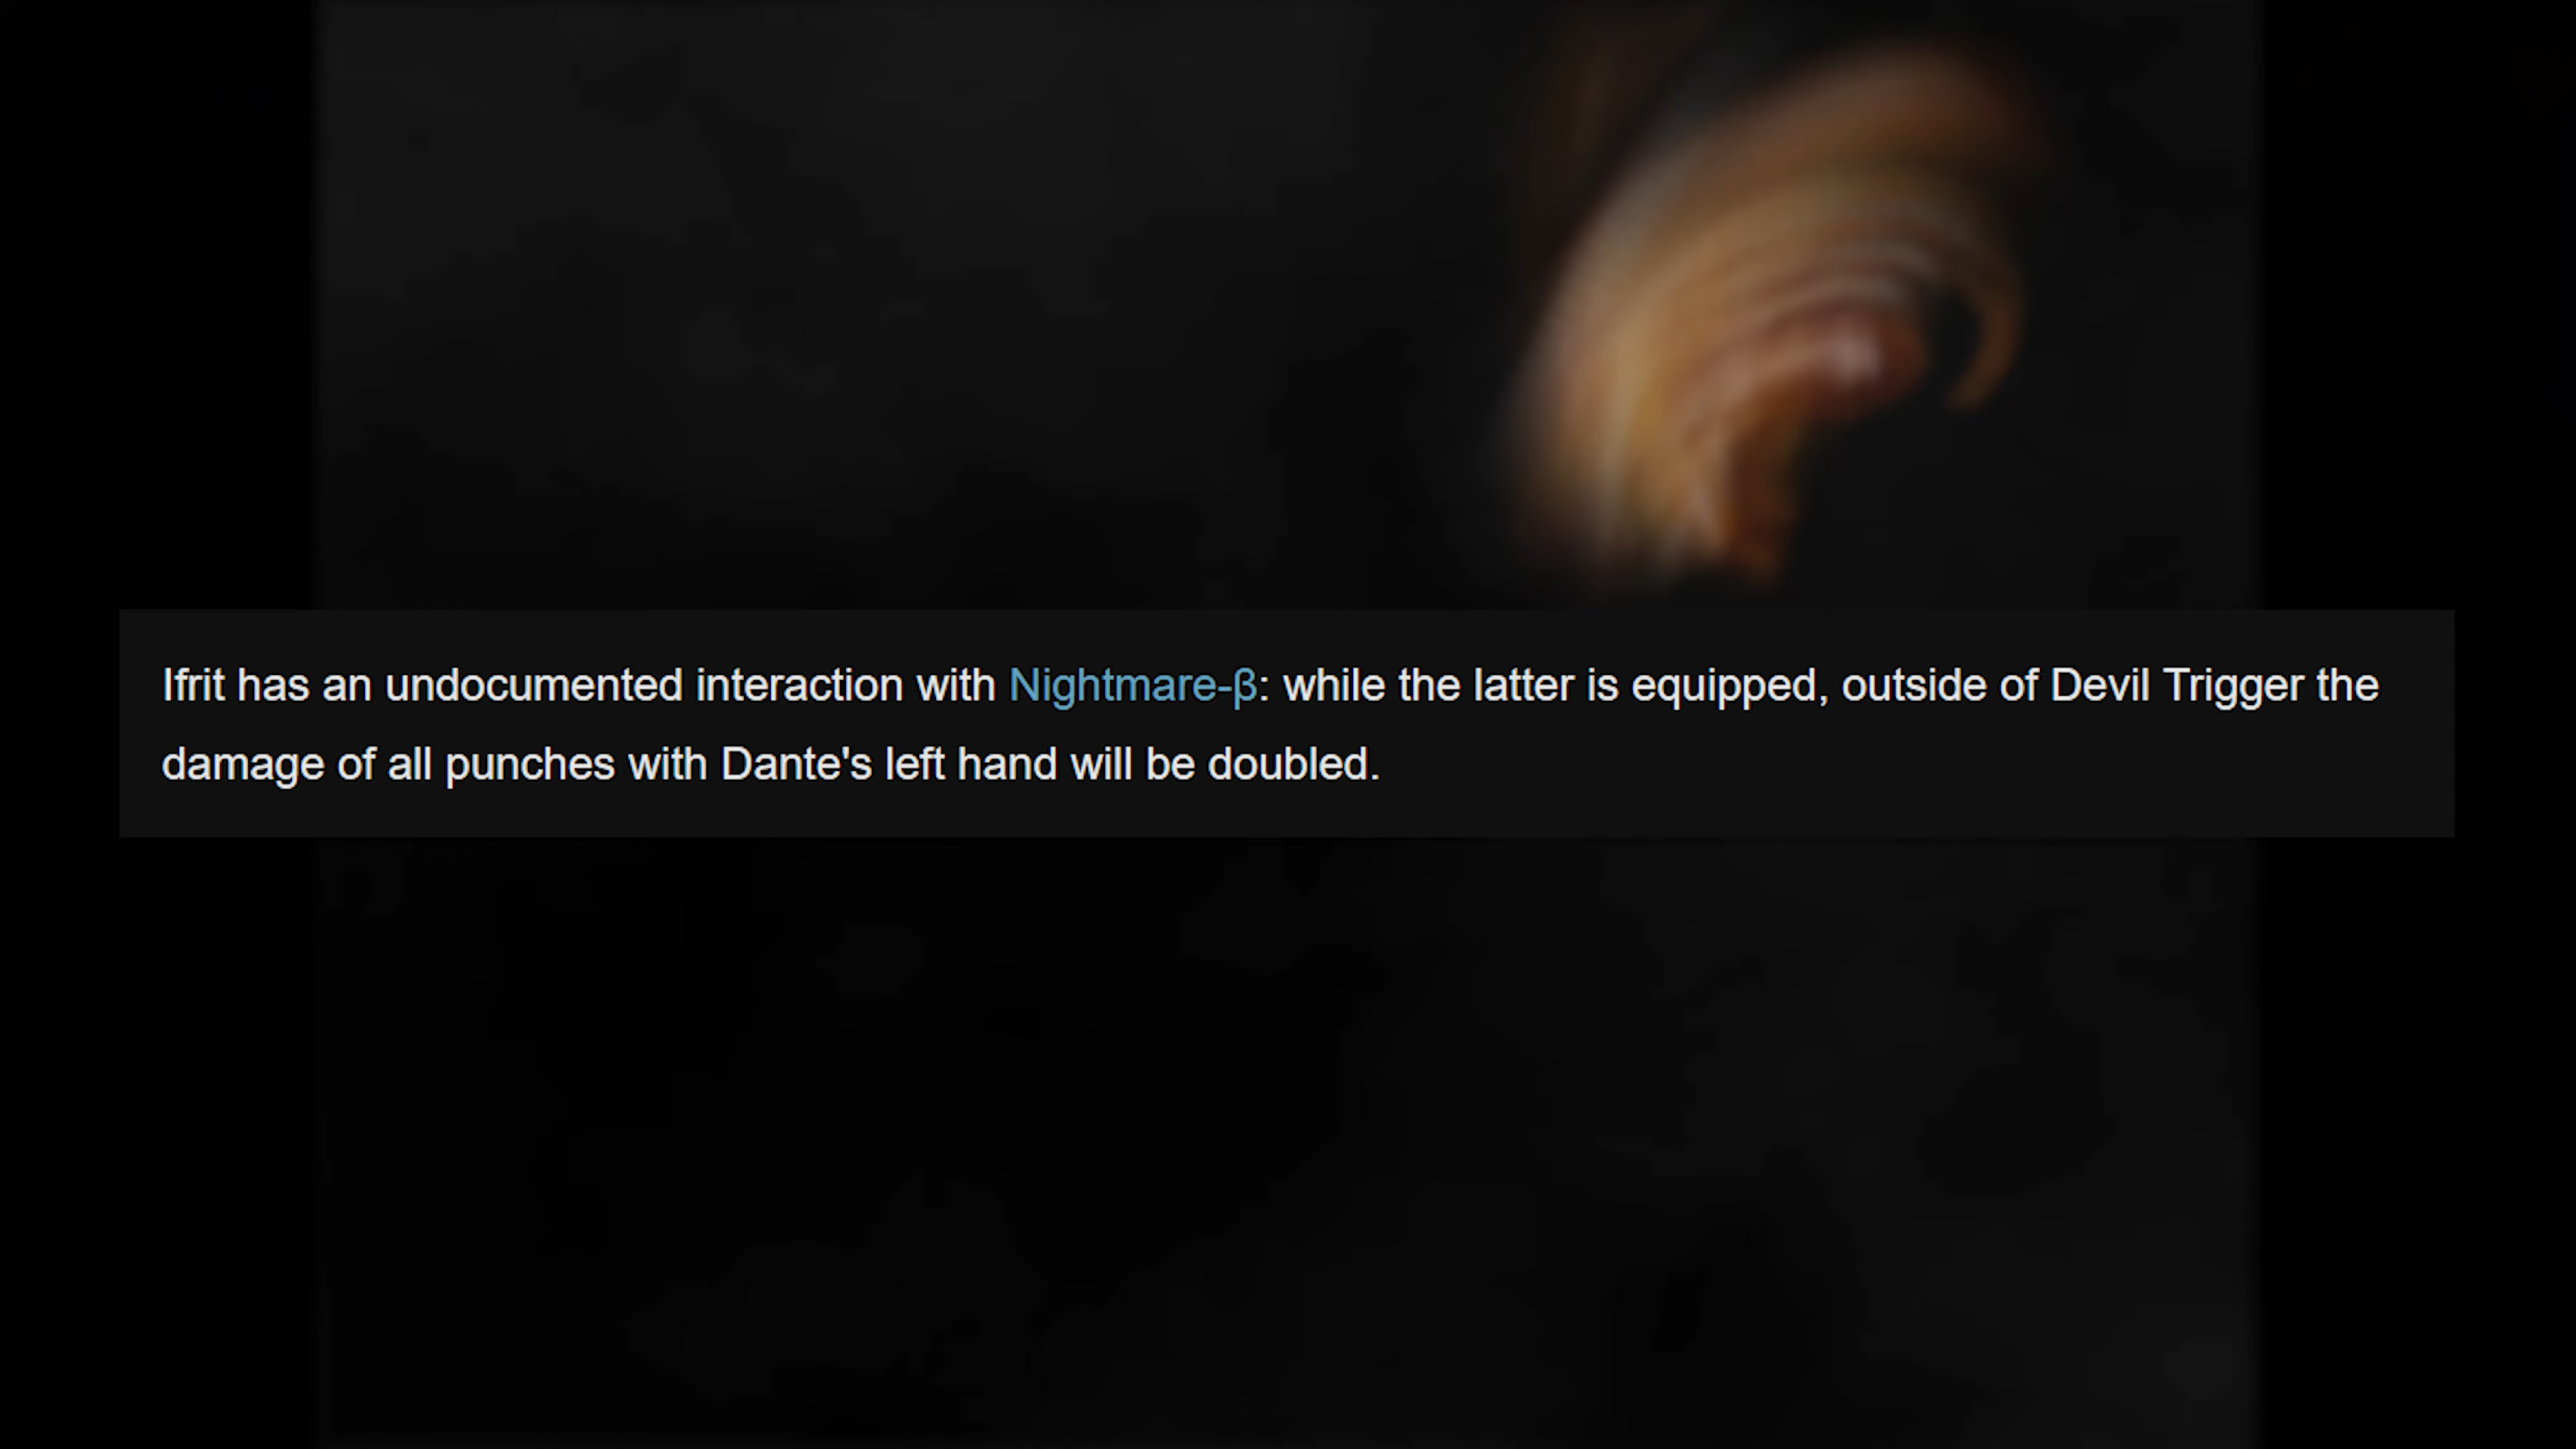 Ifrit has an undocumented interaction with Nightmare-β: while the latter is equipped, outside of Devil Trigger the
damage of all punches with Dante's left hand will be doubled.